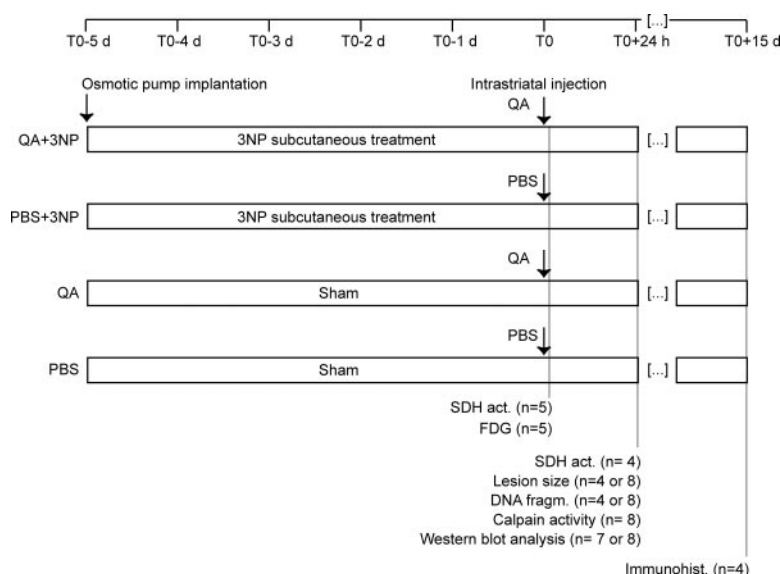 [...]
T0-5 d T0-4 d T0-3 d T0-2 d T0-1 d T0 T0+24 h T0+15 d
Osmotic pump implantation Intrastriatal injection
QA
QA+3NP 3NP subcutaneous treatment [...]
PBS
PBS+3NP 3NP subcutaneous treatment [...]
QA
QA Sham [...]
PBS
PBS Sham [...]
SDH act. (n=5)
FDG (n=5)
SDH act. (n= 4)
Lesion size (n=4 or 8)
DNA fragm. (n=4 or 8)
Calpain activity (n= 8)
Western blot analysis (n= 7 or 8)
Immunohist. (n=4)